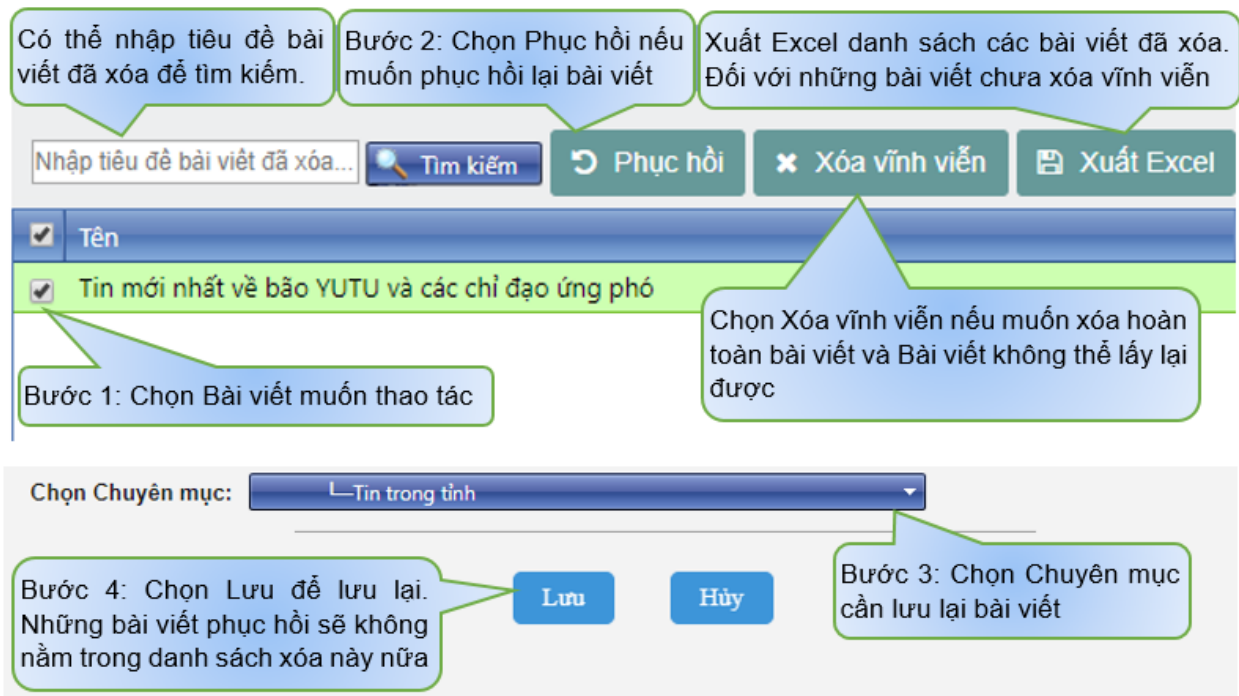 Có thể nhập tiêu đề bài
viết đã xóa để tìm kiếm.
Bước 2: Chọn Phục hồi nếu
muốn phục hồi lại bài viết
Xuất Excel danh sách các bài viết đã xóa.
Đối với những bài viết chưa xóa vĩnh viễn
Nhập tiêu đề bài viết đã xóa...
Tìm kiếm
Phục hồi
Xóa vĩnh viễn
Xuất Excel
Tên
Tin mới nhất về bão YUTU và các chỉ đạo ứng phó
Chọn Xóa vĩnh viễn nếu muốn xóa hoàn
toàn bài viết và Bài viết không thể lấy lại
được
Bước 1: Chọn Bài viết muốn thao tác
Chọn Chuyên mục:
Tin trong tỉnh
Bước 3: Chọn Chuyên mục
cần lưu lại bài viết
Bước 4: Chọn Lưu để lưu lại.
Những bài viết phục hồi sẽ không
nằm trong danh sách xóa này nữa
Lưu
Hủy